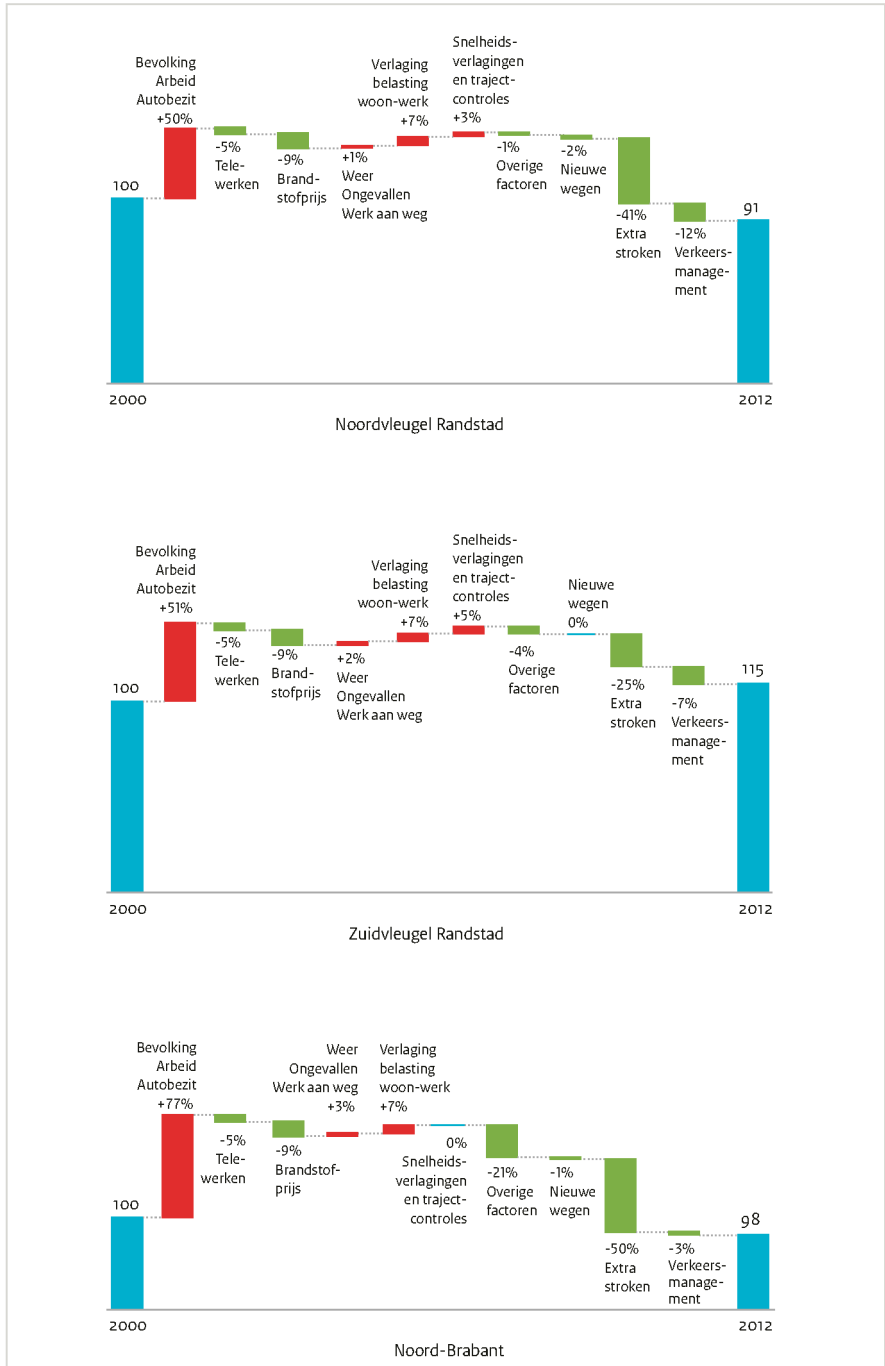 Bevolking
Arbeid
Autobezit
+50%
-5%
Tele-
werken
-9%
Brand-
stofprijs
+1%
Weer
Ongevallen
Werk aan weg
Verlaging
belasting
woon-werk
+7%
Snelheids-
verlagingen
en traject-
controles
+3%
-1%
Overige
factoren
-2%
Nieuwe
wegen
-41%
Extra
stroken
-12%
Verkeers-
manage-
ment
100
91
2000
2012
Noordvleugel Randstad
Bevolking
Arbeid
Autobezit
+51%
-5%
Tele-
werken
-9%
Brand-
stofprijs
+2%
Weer
Ongevallen
Werk aan weg
Verlaging
belasting
woon-werk
+7%
Snelheids-
verlagingen
en traject-
controles
+5%
-4%
Overige
factoren
Nieuwe
wegen
0%
-25%
Extra
stroken
-7%
Verkeers-
manage-
ment
100
115
2000
2012
Zuidvleugel Randstad
Bevolking
Arbeid
Autobezit
+77%
-5%
Tele-
werken
-9%
Brandstof-
prijs
Weer
Ongevallen
Werk aan weg
+3%
Verlaging
belasting
woon-werk
+7%
0%
Snelheids-
verlagingen
en traject-
controles
-21%
Overige
factoren
-1%
Nieuwe
wegen
-50%
Extra
stroken
-3%
Verkeers-
manage-
ment
100
98
2000
2012
Noord-Brabant